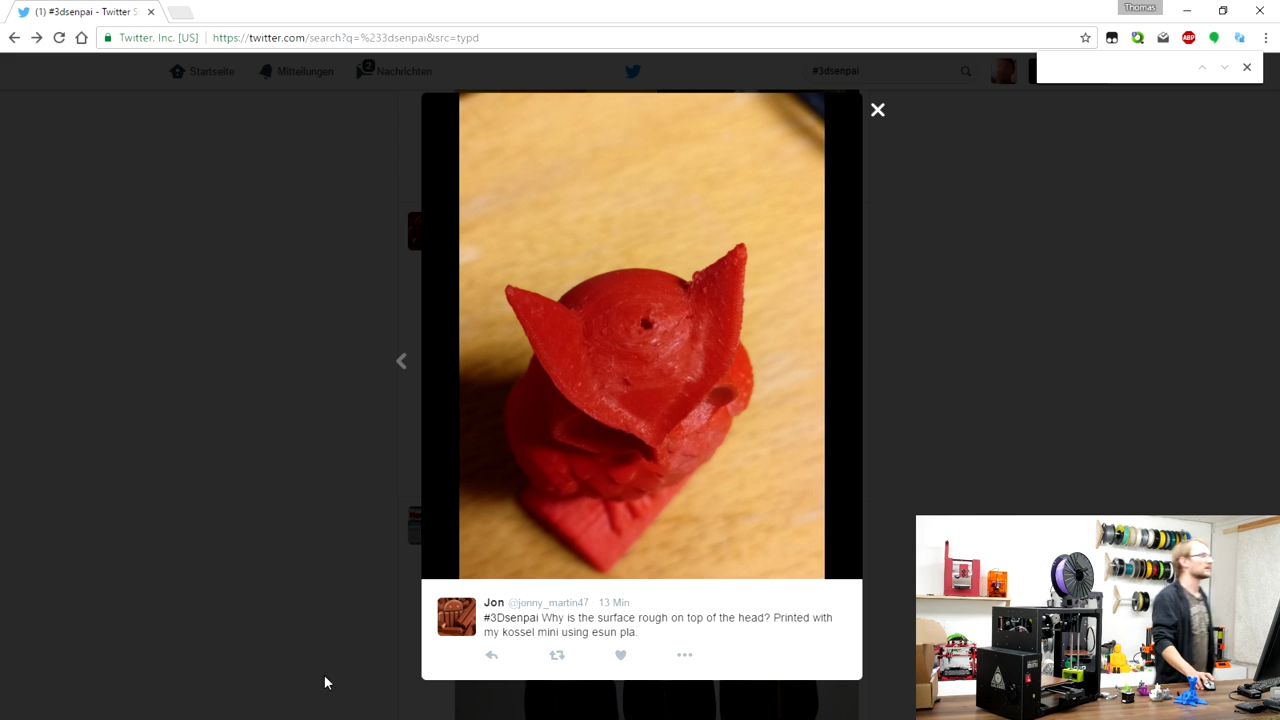 Thomas
(1) #3dsenpai - Twitter S
Twitter, Inc. [US]
https://twitter.com/search?q=%233dsenpai&src=typd
ABP
Startseite
Mitteilungen
2
Nachrichten
#3dsenpai
Jon @jonny_martin47 13 Min
#3Dsenpai Why is the surface rough on top of the head? Printed with
my kossel mini using esun pla.